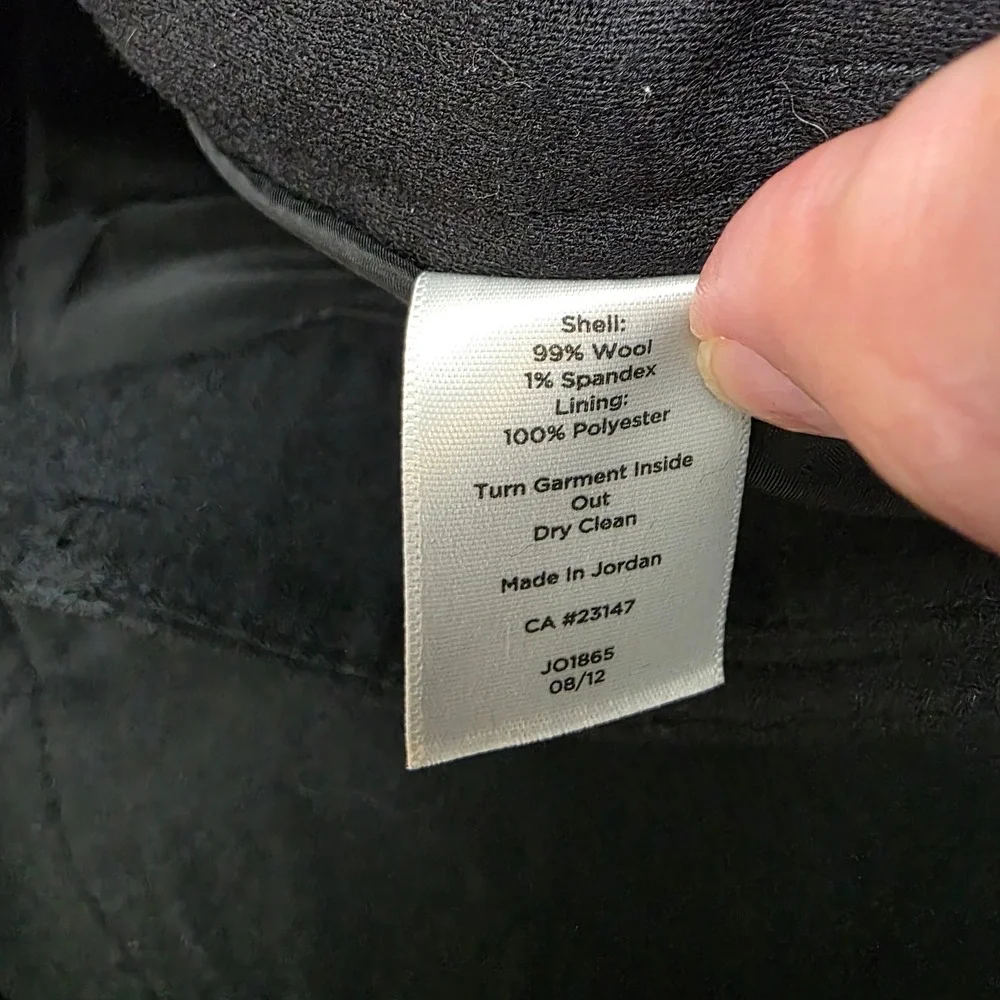 Shell:
99% Wool
1% Spandex
Lining:
100% Polyester
Turn Garment Inside
Out
Dry Clean
Made In Jordan
CA #23147
JO1865
08/12